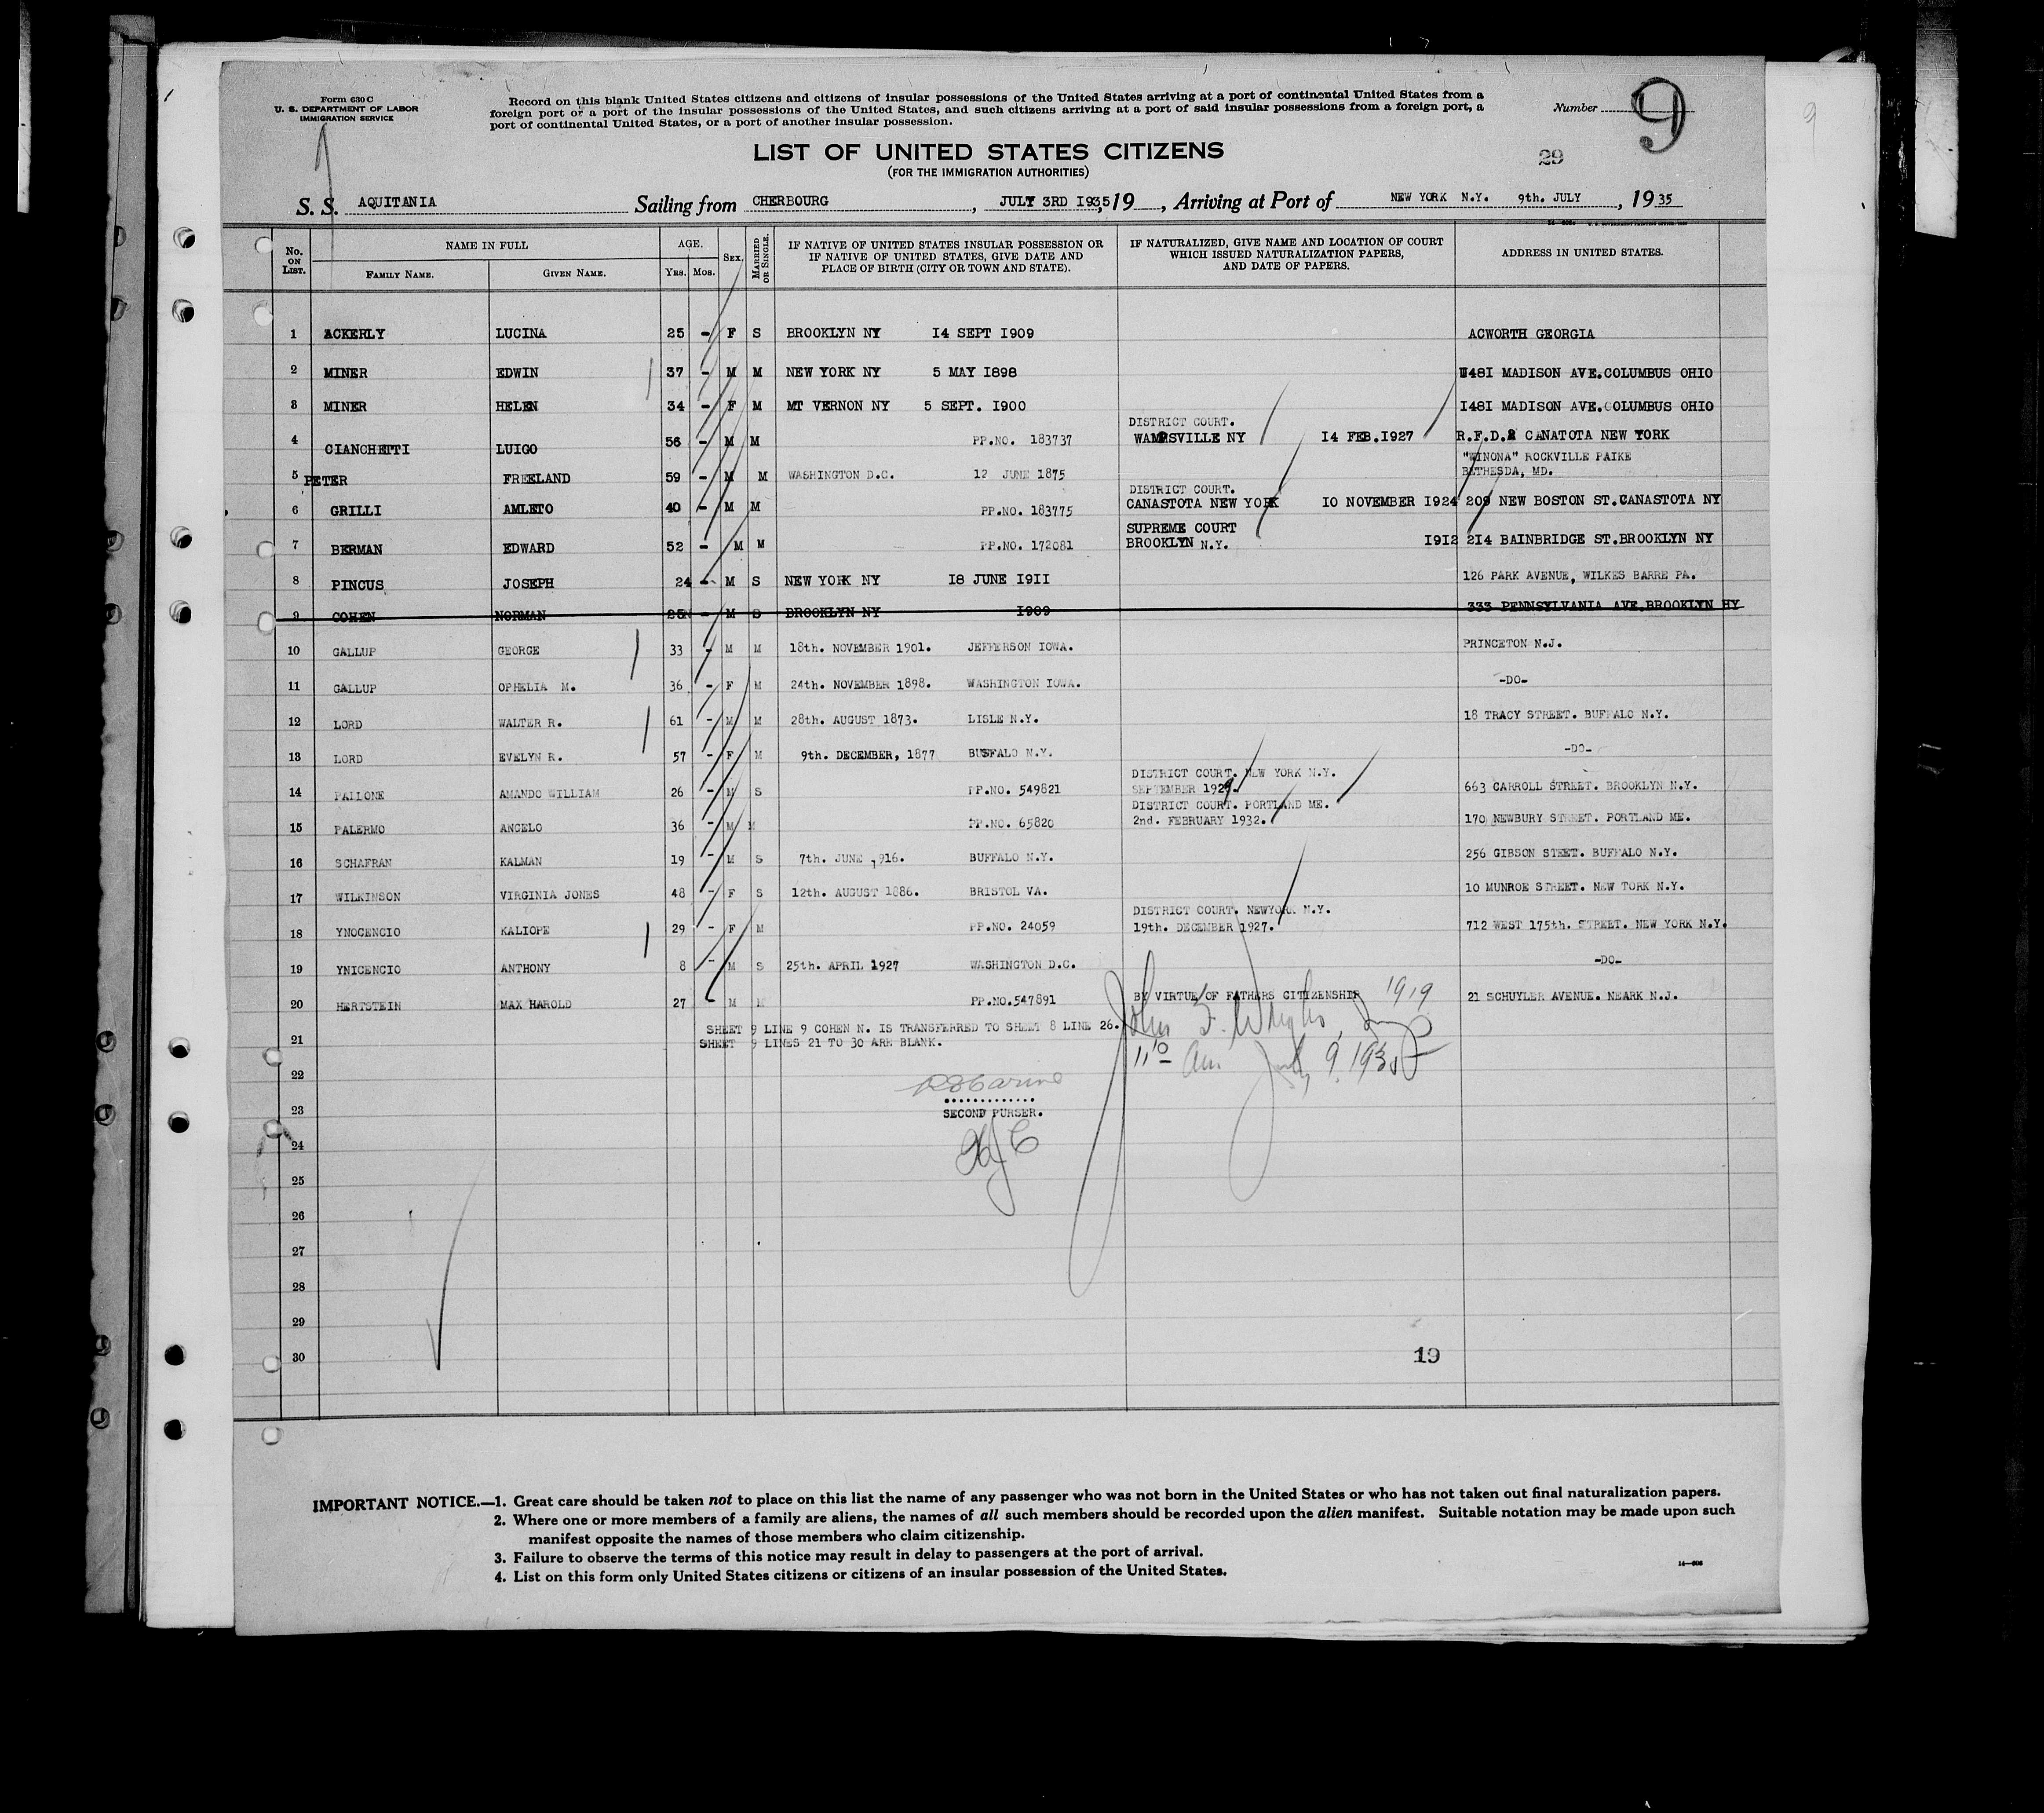 Form 630 C
U. S. DEPARTMENT OF LABOR
IMMIGRATION SERVICE
Record on this blank United States citizens and citizens of insular possessions of the United States arriving at a port of continental United States from a
foreign port or a port of the insular possessions of the United States, and such citizens arriving at a port of said insular possessions from a foreign port, a
port of continental United States, or a port of another insular possession.
Number 9
9
LIST OF UNITED STATES CITIZENS
29
(FOR THE IMMIGRATION AUTHORITIES)
S. S. AQUITANIA Sailing from CHERBOURG , JULY 3RD I935, 19 , Arriving at Port of NEW YORK N.Y. 9th. JULY , 1935
No. ON LIST. NAME IN FULL FAMILY NAME. GIVEN NAME. AGE. YRS. MOS. SEX. MARRIED OR SINGLE. IF NATIVE OF UNITED STATES INSULAR POSSESSION OR IF NATIVE OF UNITED STATES, GIVE DATE AND PLACE OF BIRTH (CITY OR TOWN AND STATE). IF NATURALIZED, GIVE NAME AND LOCATION OF COURT WHICH ISSUED NATURALIZATION PAPERS, AND DATE OF PAPERS. ADDRESS IN UNITED STATES.
1 ACKERLY LUCINA 25 - F S BROOKLYN NY I4 SEPT I909 ACWORTH GEORGIA
2 MINER EDWIN 37 - M M NEW YORK NY 5 MAY I898 I48I MADISON AVE.COLUMBUS OHIO
3 MINER HELEN 34 - F M MT VERNON NY 5 SEPT. I900 I48I MADISON AVE.COLUMBUS OHIO
DISTRICT COURT.
4 CIANCHETTI LUIGO 56 - M M PP.NO. 183737 WAMPSVILLE NY I4 FEB.I927 R.F.D.2 CANATOTA NEW YORK
"WINONA" ROCKVILLE PAIKE
5 PETER FREELAND 59 - M M WASHINGTON D.C. 12 JUNE 1875 BETHESDA, MD.
DISTRICT COURT.
6 GRILLI AMLETO 40 - M M PP.NO. 183775 CANASTOTA NEW YORK IO NOVEMBER I924 209 NEW BOSTON ST.CANASTOTA NY
SUPREME COURT
7 BERMAN EDWARD 52 - M M PP.NO. 172081 BROOKLYN N.Y. I9I2 2I4 BAINBRIDGE ST.BROOKLYN NY
8 PINCUS JOSEPH 24 - M S NEW YORK NY I8 JUNE I9II 126 PARK AVENUE, WILKES BARRE PA.
9 COHEN NORMAN 25 - M S BROOKLYN NY I909 333 PENNSYLVANIA AVE.BROOKLYN NY
10 GALLUP GEORGE 33 - M M 18th. NOVEMBER 1901. JEFFERSON IOWA. PRINCETON N.J.
11 GALLUP OPHELIA M. 36 - F M 24th. NOVEMBER 1898. WASHINGTON IOWA. -DO-
12 LORD WALTER R. 61 - M M 28th. AUGUST 1873. LISLE N.Y. 18 TRACY STREET. BUFFALO N.Y.
13 LORD EVELYN R. 57 - F M 9th. DECEMBER, 1877 BUFFALO N.Y. -DO-
DISTRICT COURT. NEW YORK N.Y.
14 PALLONE AMANDO WILLIAM 26 - M S PP.NO. 549821 SEPTEMBER 1929. 663 CARROLL STREET. BROOKLYN N.Y.
DISTRICT COURT. PORTLAND ME.
15 PALERMO ANGELO 36 - M M PP.NO. 65820 2nd. FEBRUARY 1932. 170 NEWBURY STREET. PORTLAND ME.
16 SCHAFRAN KALMAN 19 - M S 7th. JUNE ,916. BUFFALO N.Y. 256 GIBSON STEET. BUFFALO N.Y.
17 WILKINSON VIRGINIA JONES 48 - F S 12th. AUGUST 1886. BRISTOL VA. 10 MUNROE STREET. NEW TORK N.Y.
DISTRICT COURT. NEWYORK N.Y.
18 YNOCENCIO KALIOPE 29 - F M PP.NO. 24059 19th. DECEMBER 1927. 712 WEST 175th. STREET. NEW YORK N.Y.
19 YNICENCIO ANTHONY 8 - M S 25th. APRIL 1927 WASHINGTON D.C. -DO-
20 HERTSTEIN MAX HAROLD 27 - M M PP.NO.547891 BY VIRTUE OF FATHERS CITIZENSHIP 1919 21 SCHUYLER AVENUE. NEARK N.J.
SHEET 9 LINE 9 COHEN N. IS TRANSFERRED TO SHEET 8 LINE 26.
21 SHEET 9 LINES 21 TO 30 ARE BLANK.
John F. Wright, Insp
11 10 am July 9 1935
22
23 SECOND PURSER.
24
25
26
27
28
29
30 19
IMPORTANT NOTICE.—1. Great care should be taken not to place on this list the name of any passenger who was not born in the United States or who has not taken out final naturalization papers.
2. Where one or more members of a family are aliens, the names of all such members should be recorded upon the alien manifest. Suitable notation may be made upon such
manifest opposite the names of those members who claim citizenship.
3. Failure to observe the terms of this notice may result in delay to passengers at the port of arrival.
4. List on this form only United States citizens or citizens of an insular possession of the United States.